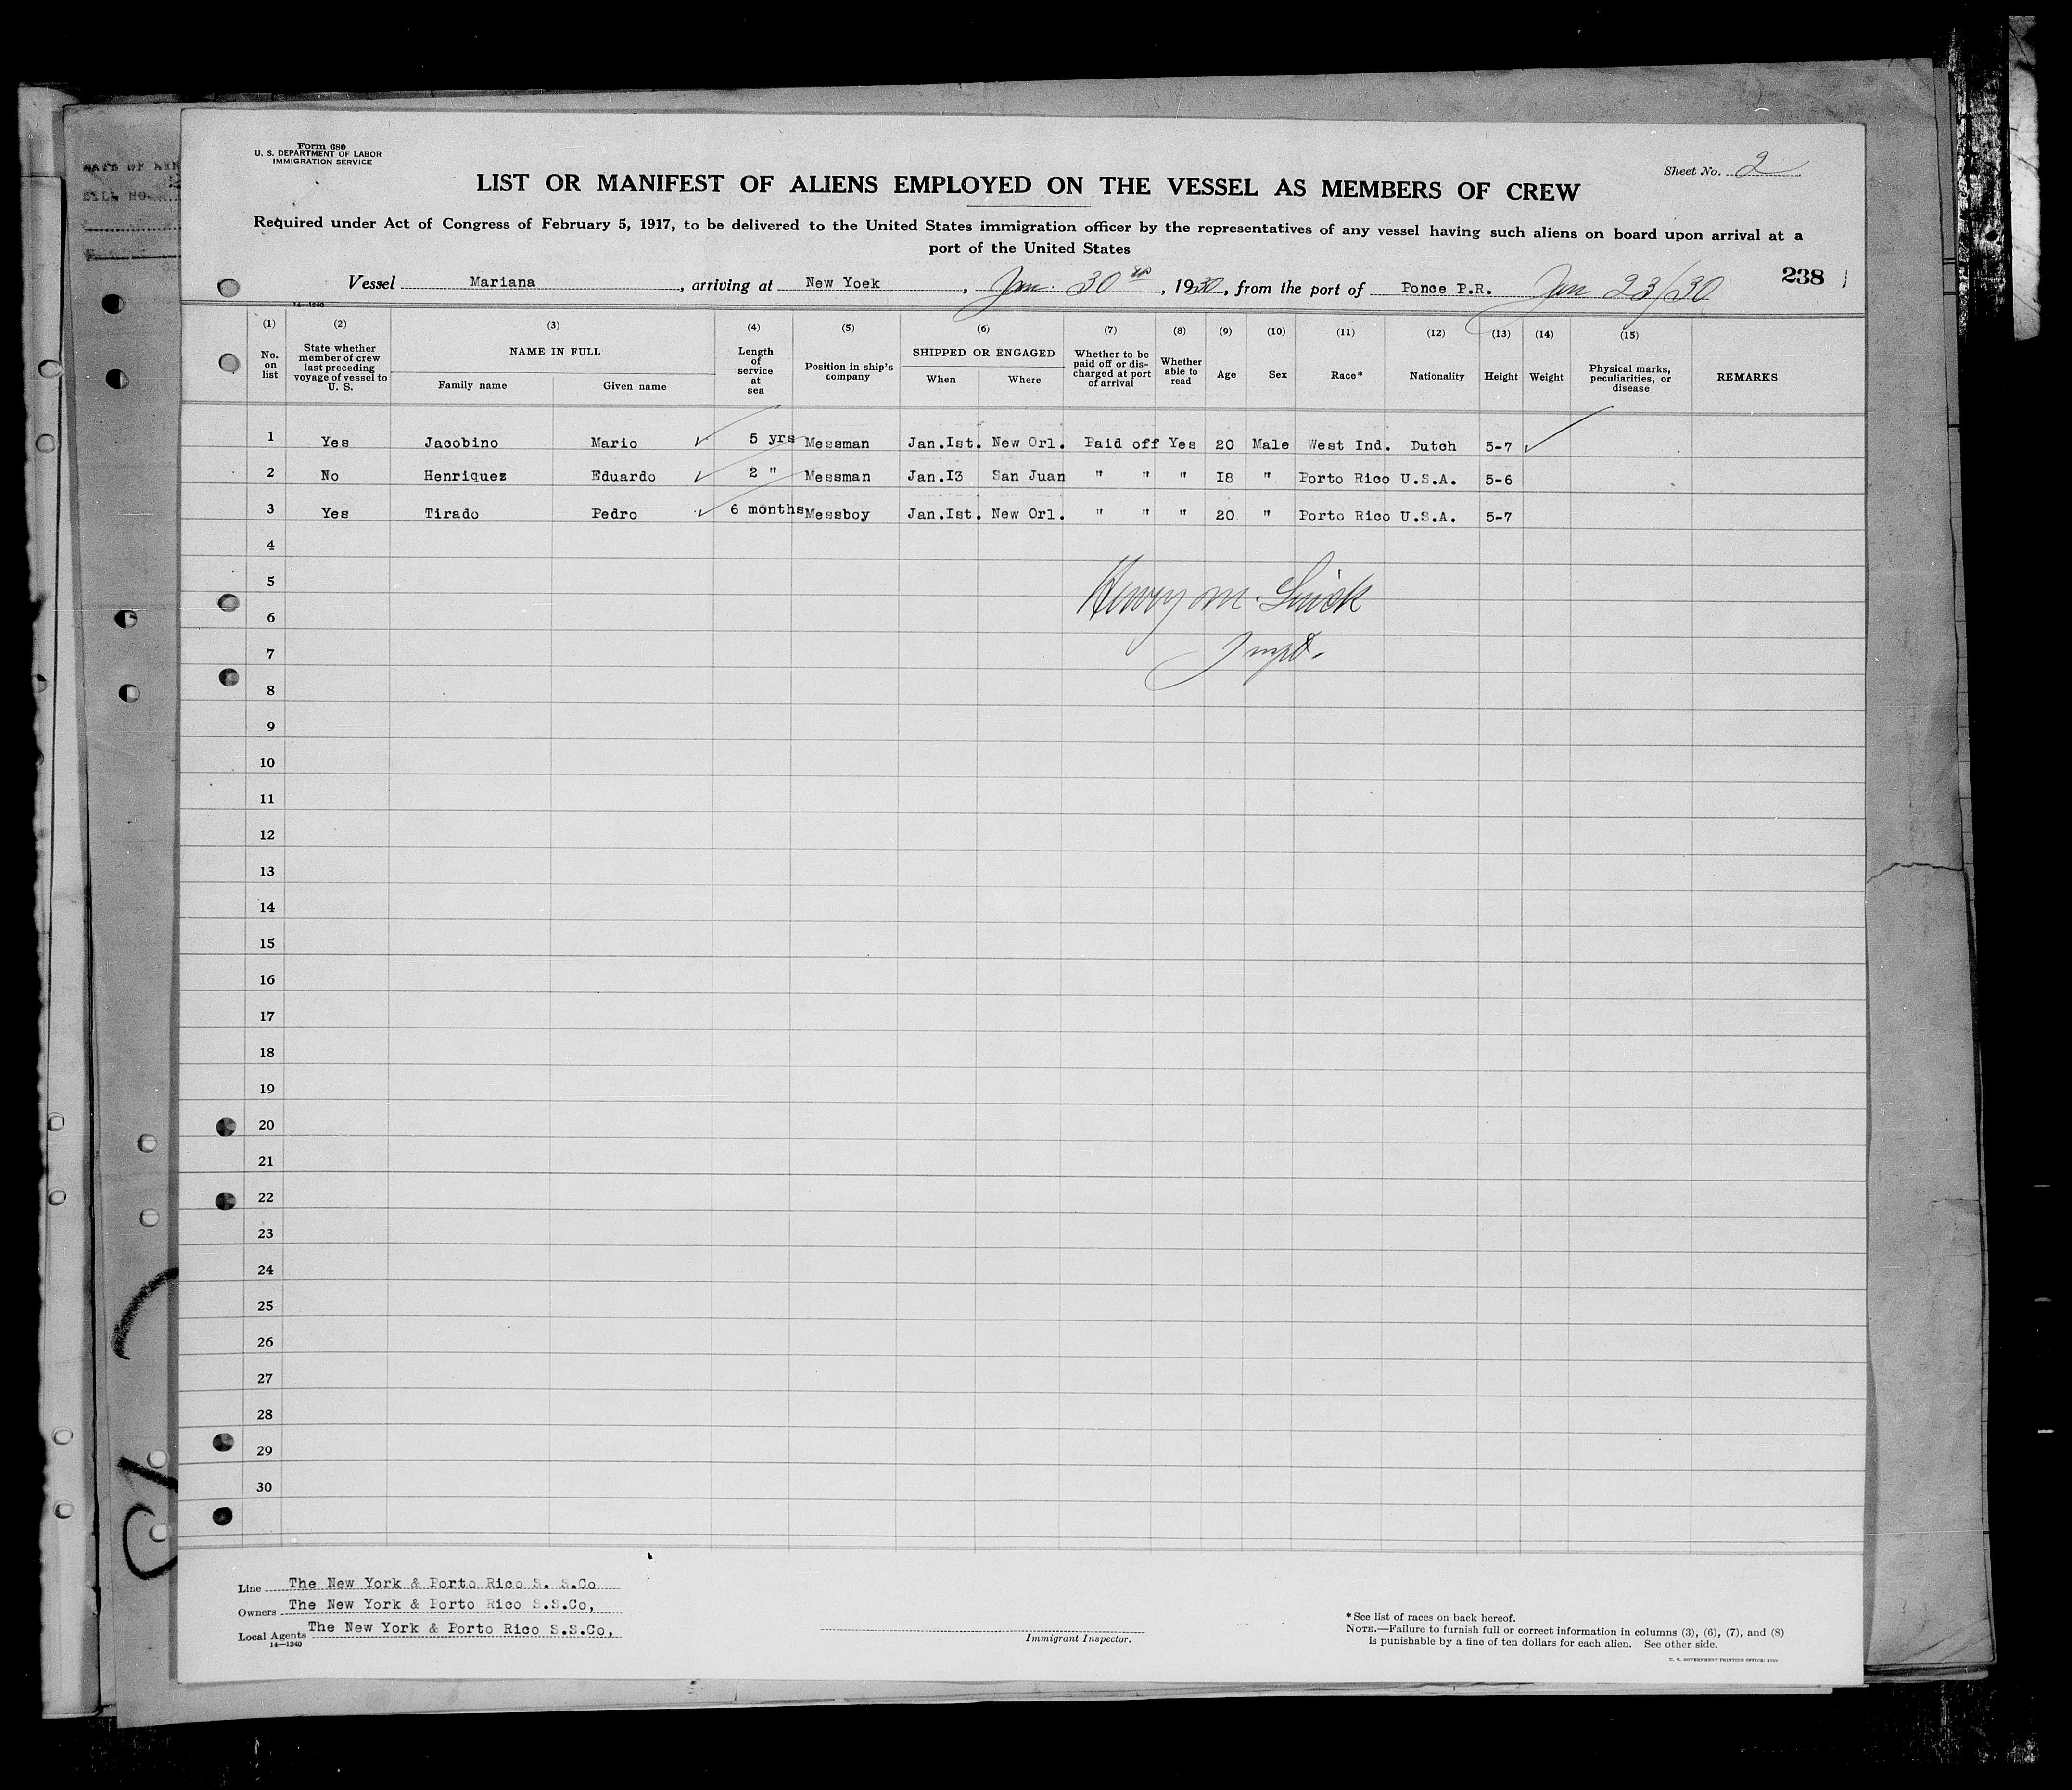 Form 680
U. S. DEPARTMENT OF LABOR
IMMIGRATION SERVICE
Sheet No. 2
LIST OR MANIFEST OF ALIENS EMPLOYED ON THE VESSEL AS MEMBERS OF CREW
Required under Act of Congress of February 5, 1917, to be delivered to the United States immigration officer by the representatives of any vessel having such aliens on board upon arrival at a
port of the United States
238
Vessel Mariana, arriving at New Yoek, Jan. 30th, 1930, from the port of Ponce P.R. Jan 23/30
14—1240
(1) (2) (3) (4) (5) (6) (7) (8) (9) (10) (11) (12) (13) (14) (15)
No. on list State whether member of crew last preceding voyage of vessel to U. S. NAME IN FULL Family name Given name Length of service at sea Position in ship's company SHIPPED OR ENGAGED When Where Whether to be paid off or discharged at port of arrival Whether able to read Age Sex Race* Nationality Height Weight Physical marks, peculiarities, or disease REMARKS
1 Yes Jacobino Mario 5 yrs Messman Jan.Ist. New Orl. Paid off Yes 20 Male West Ind. Dutch 5-7
2 No Henriquez Eduardo 2 " Messman Jan.I3 San Juan " " " I8 " Porto Rico U.S.A. 5-6
3 Yes Tirado Pedro 6 months Messboy Jan.Ist. New Orl. " " " 20 " Porto Rico U.S.A. 5-7
4
5
Henry M.
6
7
8
9
10
11
12
13
14
15
16
17
18
19
20
21
22
23
24
25
26
27
28
29
30
Line The New York & Porto Rico S. S.Co
Owners The New York & Porto Rico S.S.Co,
Local Agents The New York & Porto Rico S.S.Co,
14—1240
Immigrant Inspector.
*See list of races on back hereof.
NOTE.—Failure to furnish full or correct information in columns (3), (6), (7), and (8)
is punishable by a fine of ten dollars for each alien. See other side.